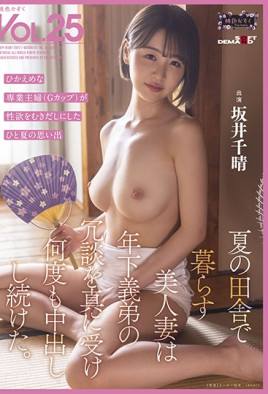 桃色かぞく
VOL.25
ひかえめな
専業主婦(Gカップ)が
性欲をむきだしにした
ひと夏の思い出
出演
坂井千晴
夏の田舎で
暮らす
美人妻は
年下義弟の
冗談を真に受け
何度も中出し
し続けた。